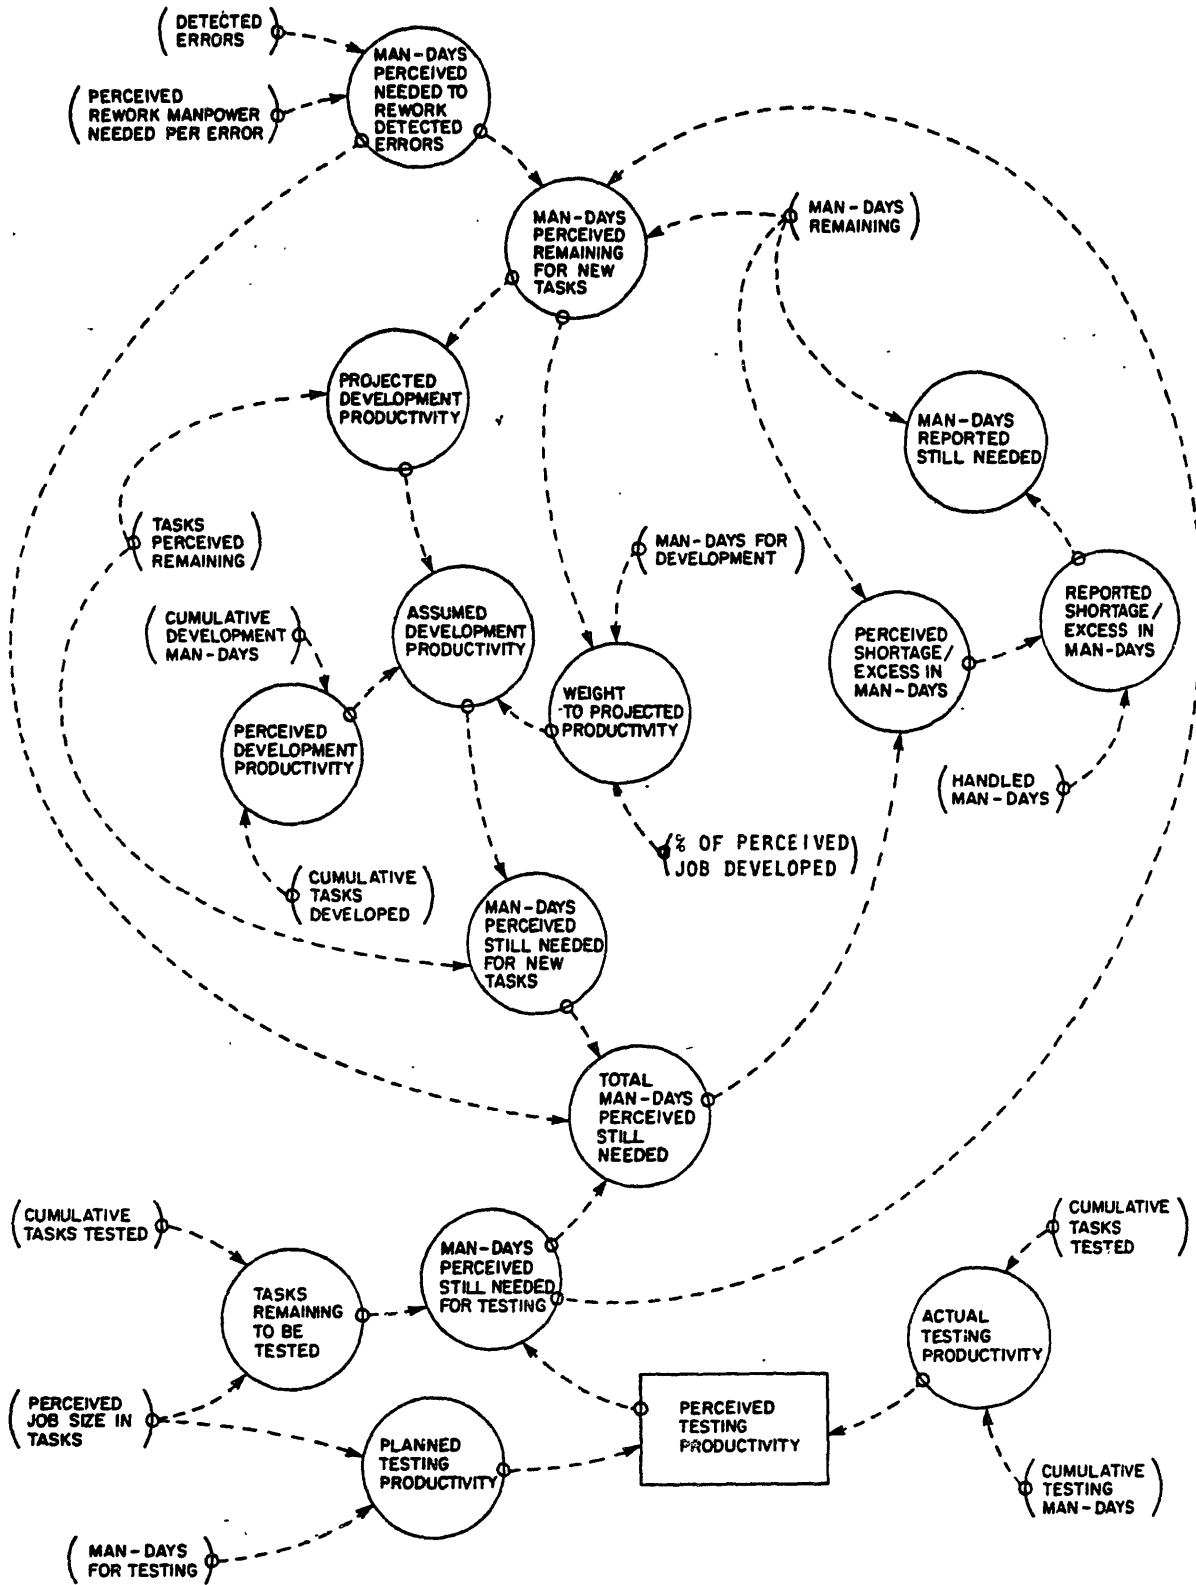 DETECTED
ERRORS
MAN-DAYS
PERCEIVED
NEEDED TO
REWORK
DETECTED
ERRORS
PERCEIVED
REWORK MANPOWER
NEEDED PER ERROR
MAN-DAYS
PERCEIVED
REMAINING
FOR NEW
TASKS
MAN-DAYS
REMAINING
PROJECTED
DEVELOPMENT
PRODUCTIVITY
MAN-DAYS
REPORTED
STILL NEEDED
TASKS
PERCEIVED
REMAINING
MAN-DAYS FOR
DEVELOPMENT
CUMULATIVE
DEVELOPMENT
MAN-DAYS
ASSUMED
DEVELOPMENT
PRODUCTIVITY
PERCEIVED
SHORTAGE/
EXCESS IN
MAN-DAYS
REPORTED
SHORTAGE/
EXCESS IN
MAN-DAYS
WEIGHT
TO PROJECTED
PRODUCTIVITY
PERCEIVED
DEVELOPMENT
PRODUCTIVITY
HANDLED
MAN-DAYS
% OF PERCEIVED
JOB DEVELOPED
CUMULATIVE
TASKS
DEVELOPED
MAN-DAYS
PERCEIVED
STILL NEEDED
FOR NEW
TASKS
TOTAL
MAN-DAYS
PERCEIVED
STILL
NEEDED
CUMULATIVE
TASKS TESTED
MAN-DAYS
PERCEIVED
STILL NEEDED
FOR TESTING
CUMULATIVE
TASKS
TESTED
TASKS
REMAINING
TO BE
TESTED
ACTUAL
TESTING
PRODUCTIVITY
PERCEIVED
JOB SIZE IN
TASKS
PERCEIVED
TESTING
PRODUCTIVITY
PLANNED
TESTING
PRODUCTIVITY
CUMULATIVE
TESTING
MAN-DAYS
MAN-DAYS
FOR TESTING